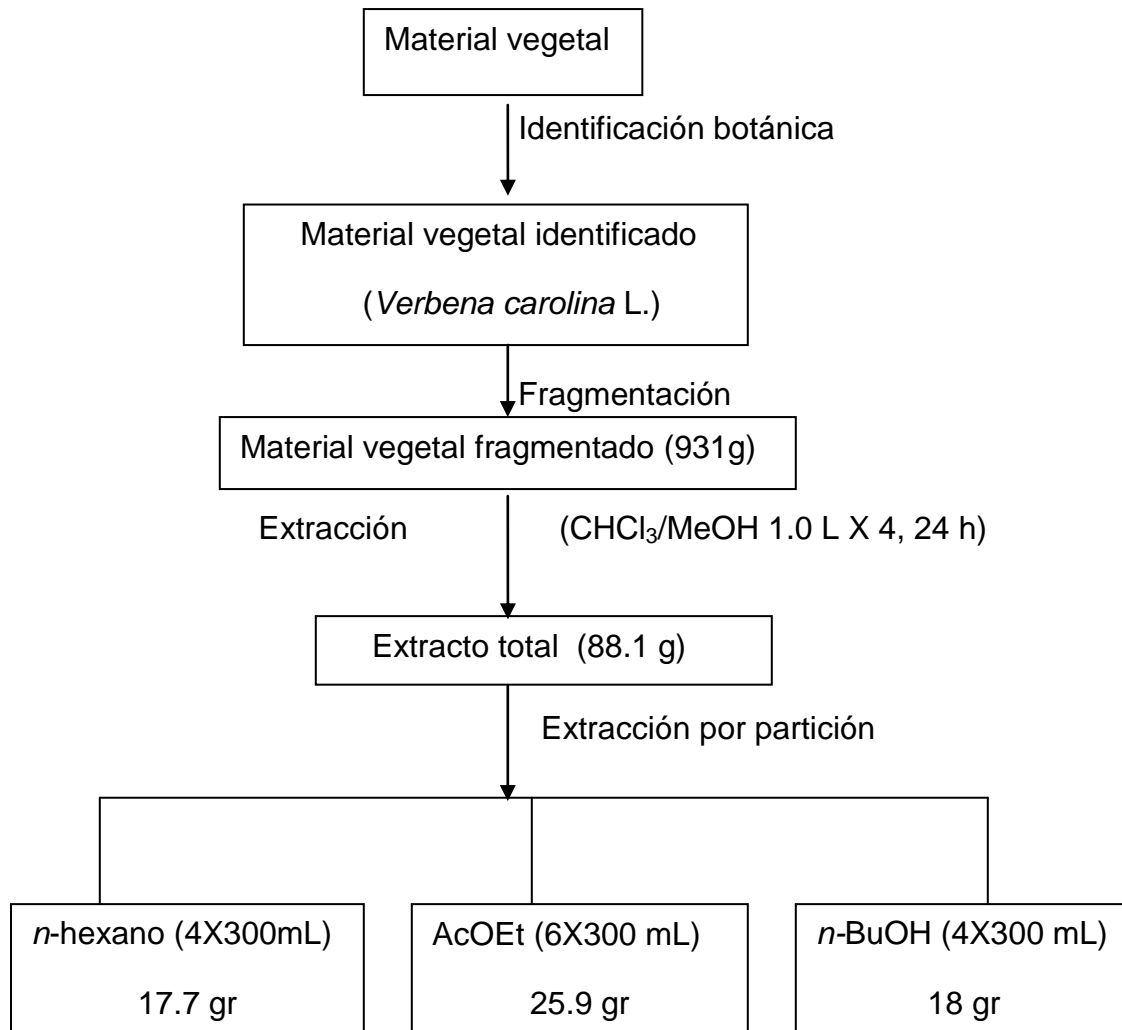 Material vegetal
Identificación botánica
Material vegetal identificado
(Verbena carolina L.)
Fragmentación
Material vegetal fragmentado (931g)
Extracción (CHCl₃/MeOH 1.0 L X 4, 24 h)
Extracto total (88.1 g)
Extracción por partición
n-hexano (4X300mL)
17.7 gr
AcOEt (6X300 mL)
25.9 gr
n-BuOH (4X300 mL)
18 gr